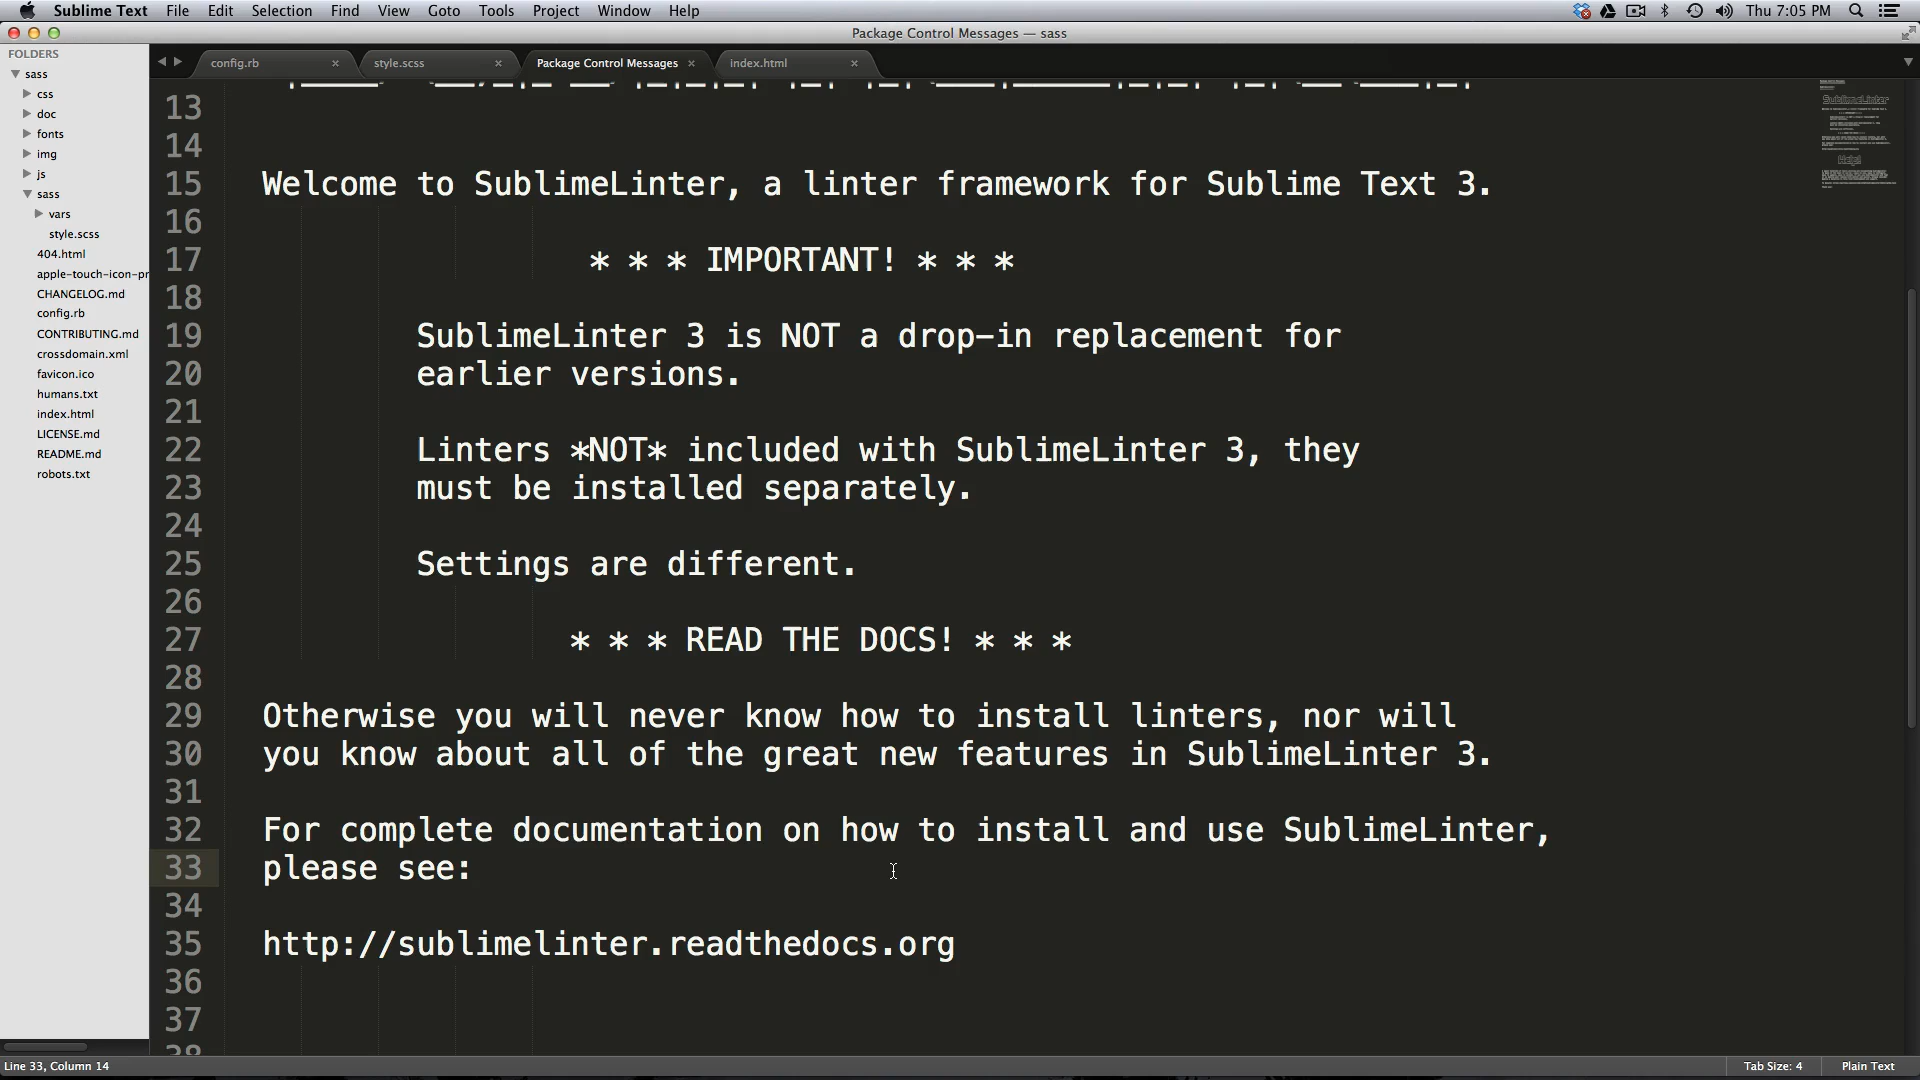 Sublime Text File Edit Selection Find View Goto Tools Project Window Help Thu 7:05 PM
Package Control Messages — sass
FOLDERS
sass
css
doc
fonts
img
js
sass
vars
style.scss
404.html
apple-touch-icon-pr
CHANGELOG.md
config.rb
CONTRIBUTING.md
crossdomain.xml
favicon.ico
humans.txt
index.html
LICENSE.md
README.md
robots.txt
config.rb × style.scss × Package Control Messages × index.html ×
13
14
15 Welcome to SublimeLinter, a linter framework for Sublime Text 3.
16
17 * * * IMPORTANT! * * *
18
19 SublimeLinter 3 is NOT a drop-in replacement for
20 earlier versions.
21
22 Linters *NOT* included with SublimeLinter 3, they
23 must be installed separately.
24
25 Settings are different.
26
27 * * * READ THE DOCS! * * *
28
29 Otherwise you will never know how to install linters, nor will
30 you know about all of the great new features in SublimeLinter 3.
31
32 For complete documentation on how to install and use SublimeLinter,
33 please see:
34
35 http://sublimelinter.readthedocs.org
36
37
38
Line 33, Column 14 Tab Size: 4 Plain Text